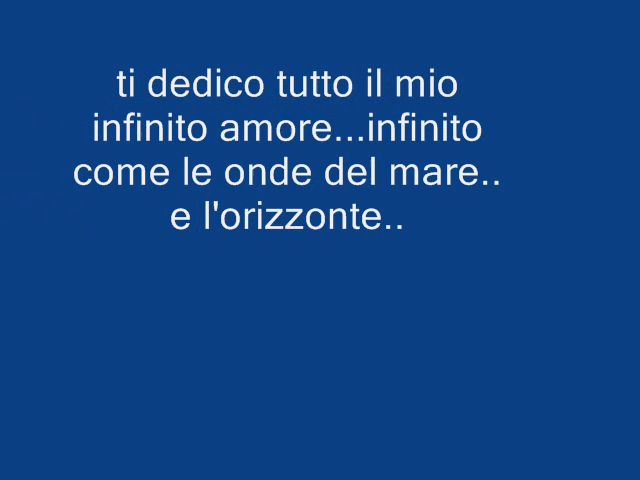 ti dedico tutto il mio
infinito amore...infinito
come le onde del mare..
e l'orizzonte..